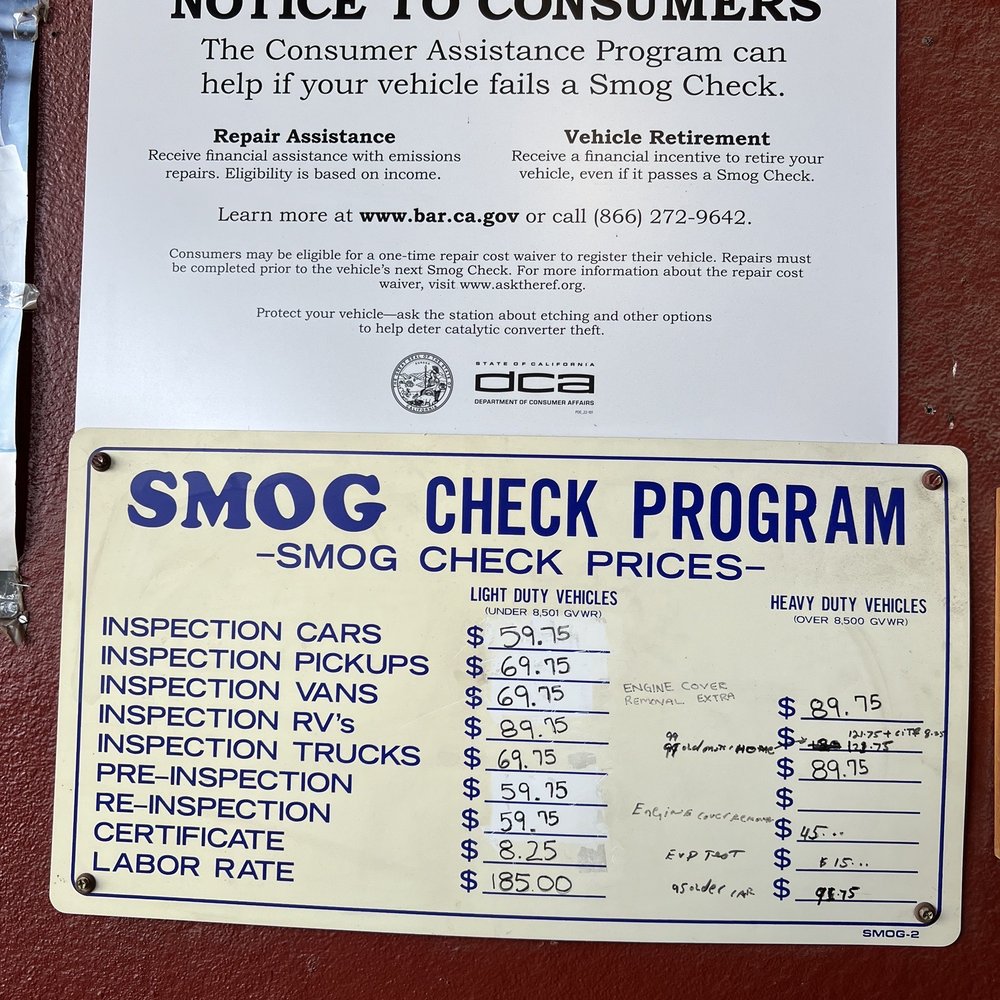 NOTICE TO CONSUMERS
The Consumer Assistance Program can
help if your vehicle fails a Smog Check.
Repair Assistance
Receive financial assistance with emissions
repairs. Eligibility is based on income.
Vehicle Retirement
Receive a financial incentive to retire your
vehicle, even if it passes a Smog Check.
Learn more at www.bar.ca.gov or call (866) 272-9642.
Consumers may be eligible for a one-time repair cost waiver to register their vehicle. Repairs must
be completed prior to the vehicle's next Smog Check. For more information about the repair cost
waiver, visit www.asktheref.org.
Protect your vehicle—ask the station about etching and other options
to help deter catalytic converter theft.
STATE OF CALIFORNIA
dca
DEPARTMENT OF CONSUMER AFFAIRS
SMOG CHECK PROGRAM
-SMOG CHECK PRICES-
LIGHT DUTY VEHICLES
(UNDER 8,501 GVWR)
HEAVY DUTY VEHICLES
(OVER 8,500 GVWR)
INSPECTION CARS $ 59.75
INSPECTION PICKUPS $ 69.75
INSPECTION VANS $ 69.75 ENGINE COVER REMOVAL EXTRA $ 89.75
INSPECTION RV's $ 89.75 $ 121.75 +
INSPECTION TRUCKS $ 69.75 HOME 121.75 $ 89.75
PRE-INSPECTION $ 59.75 $
RE-INSPECTION $ 59.75 Engine cover $ 45..
CERTIFICATE $ 8.25 EVP TEST $ $15..
LABOR RATE $ 185.00 older CAR $
SMOG-2